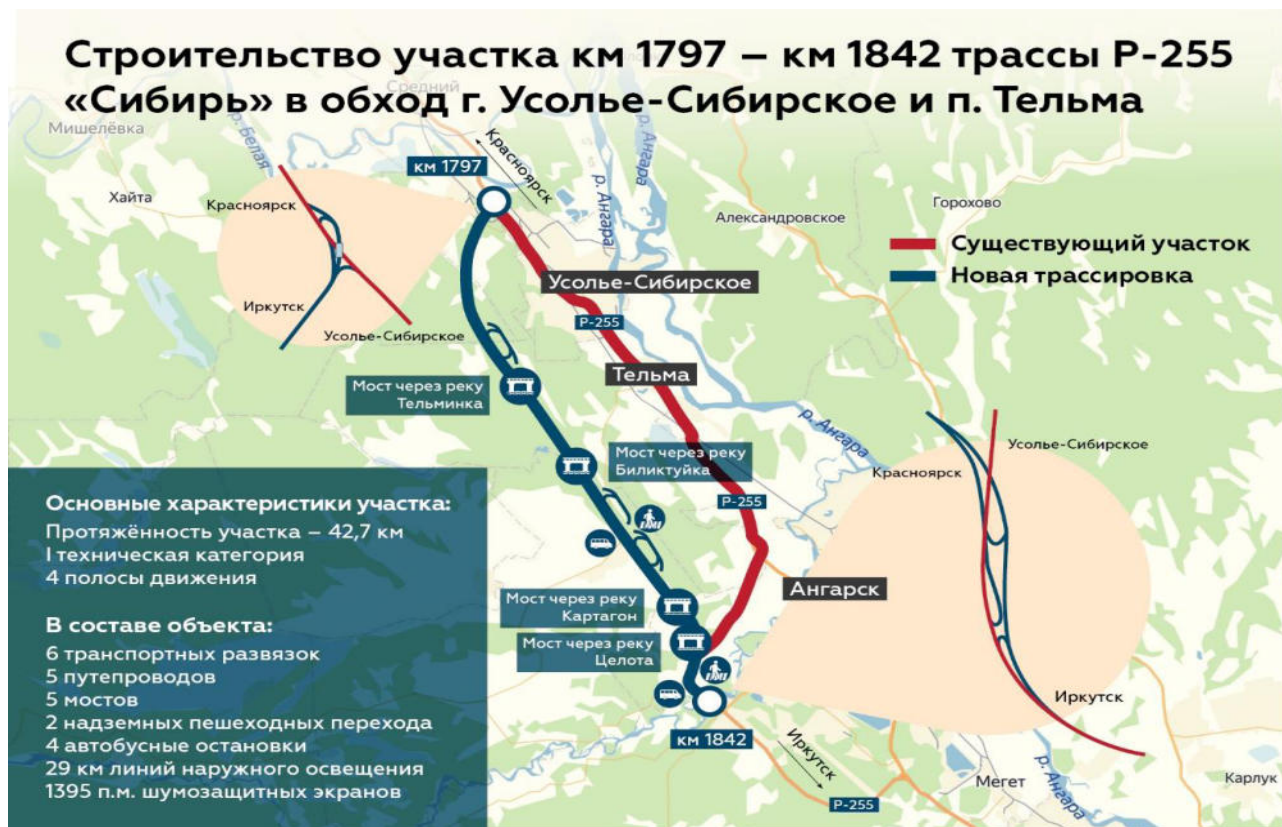 Строительство участка км 1797 – км 1842 трассы Р-255
«Сибирь» в обход г. Усолье-Сибирское и п. Тельма
Средний
Мишелёвка
р. Белая
Хайта
км 1797
Красноярск
р. Ангара
р. Ангара
Александровское
Горохово
Существующий участок
Новая трассировка
Красноярск
Иркутск
Усолье-Сибирское
Усолье-Сибирское
Р-255
Тельма
Мост через реку
Тельминка
Мост через реку
Биликтуйка
р. Ангара
Р-255
Красноярск
Усолье-Сибирское
Иркутск
Ангарск
Мост через реку
Картагон
Мост через реку
Целота
км 1842
Иркутск
Р-255
Мегет
р. Ангара
Карлук
Основные характеристики участка:
Протяжённость участка – 42,7 км
I техническая категория
4 полосы движения
В составе объекта:
6 транспортных развязок
5 путепроводов
5 мостов
2 надземных пешеходных перехода
4 автобусные остановки
29 км линий наружного освещения
1395 п.м. шумозащитных экранов